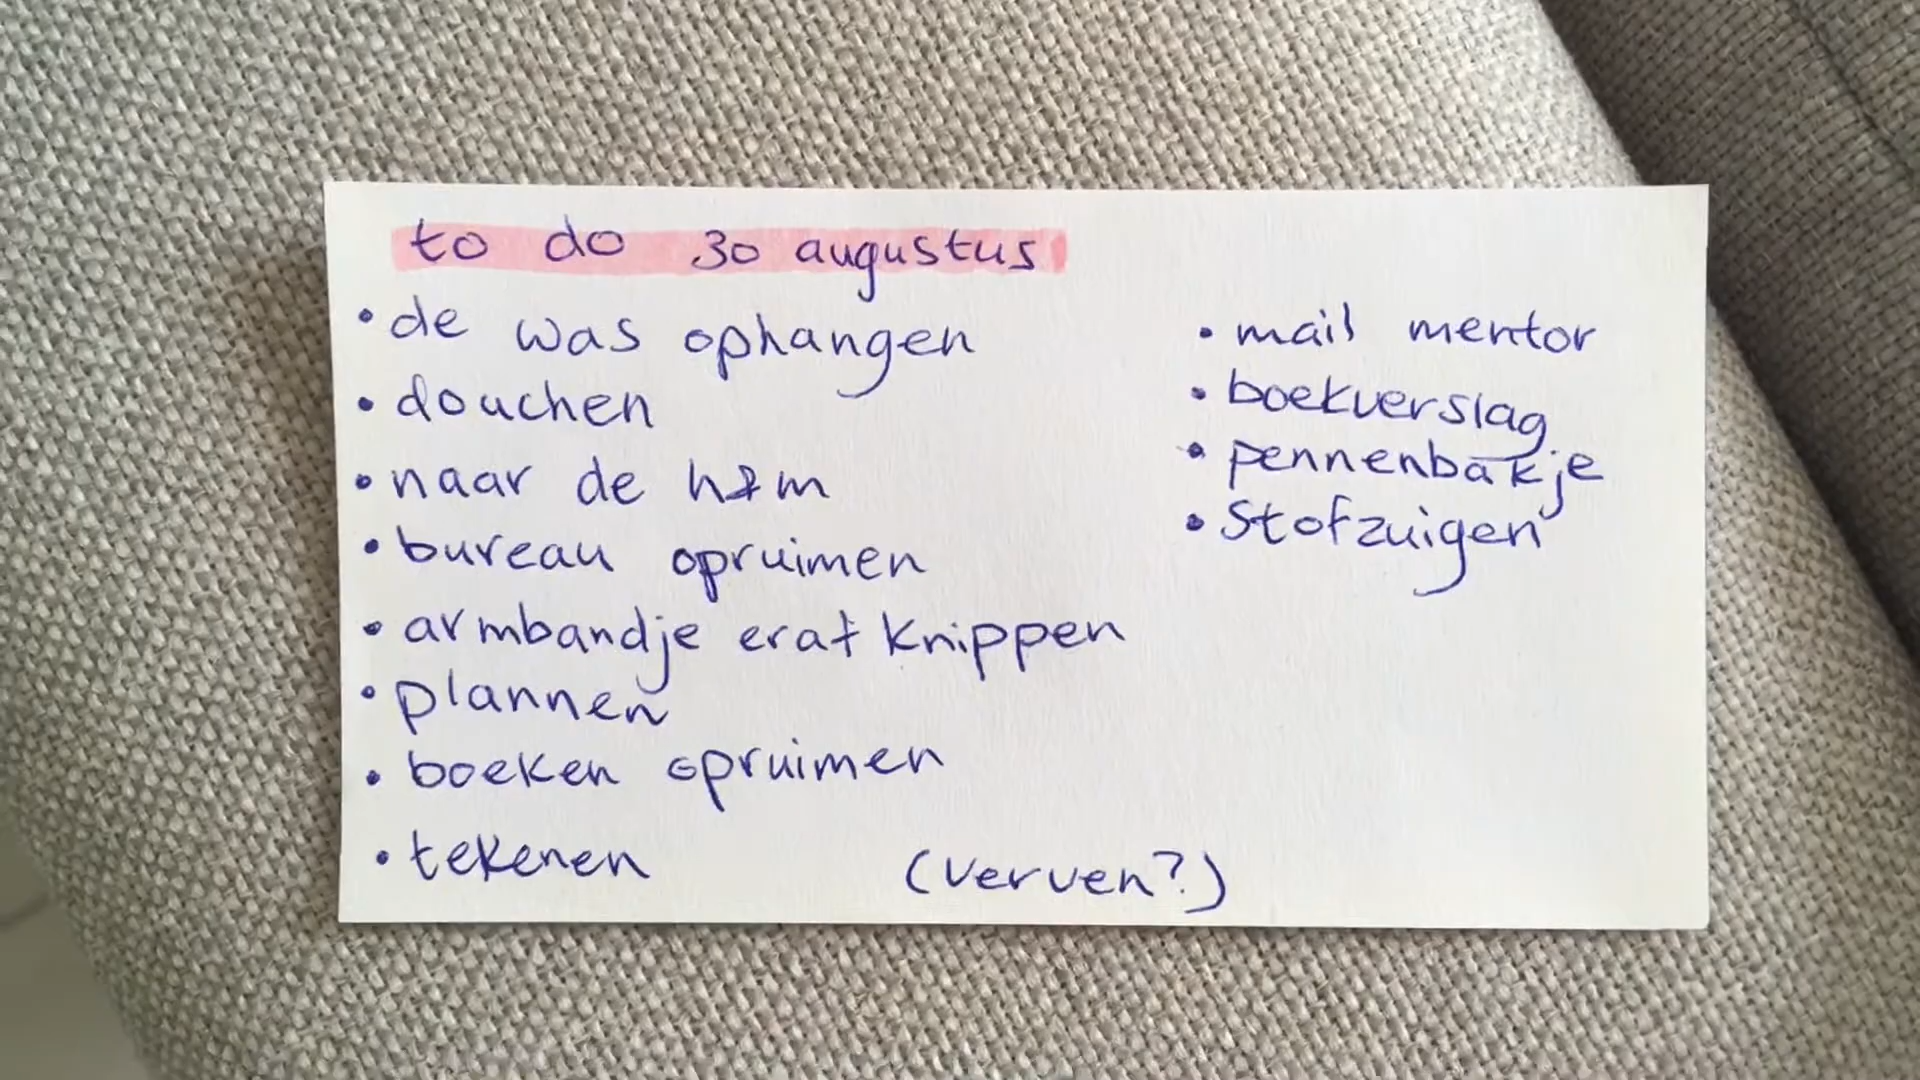 to do 30 augustus
• de was ophangen
• douchen
• naar de h&m
• bureau opruimen
• armbandje eraf knippen
• plannen
• boeken opruimen
• tekenen (verven?)
• mail mentor
• boekverslag
• pennenbakje
• stofzuigen